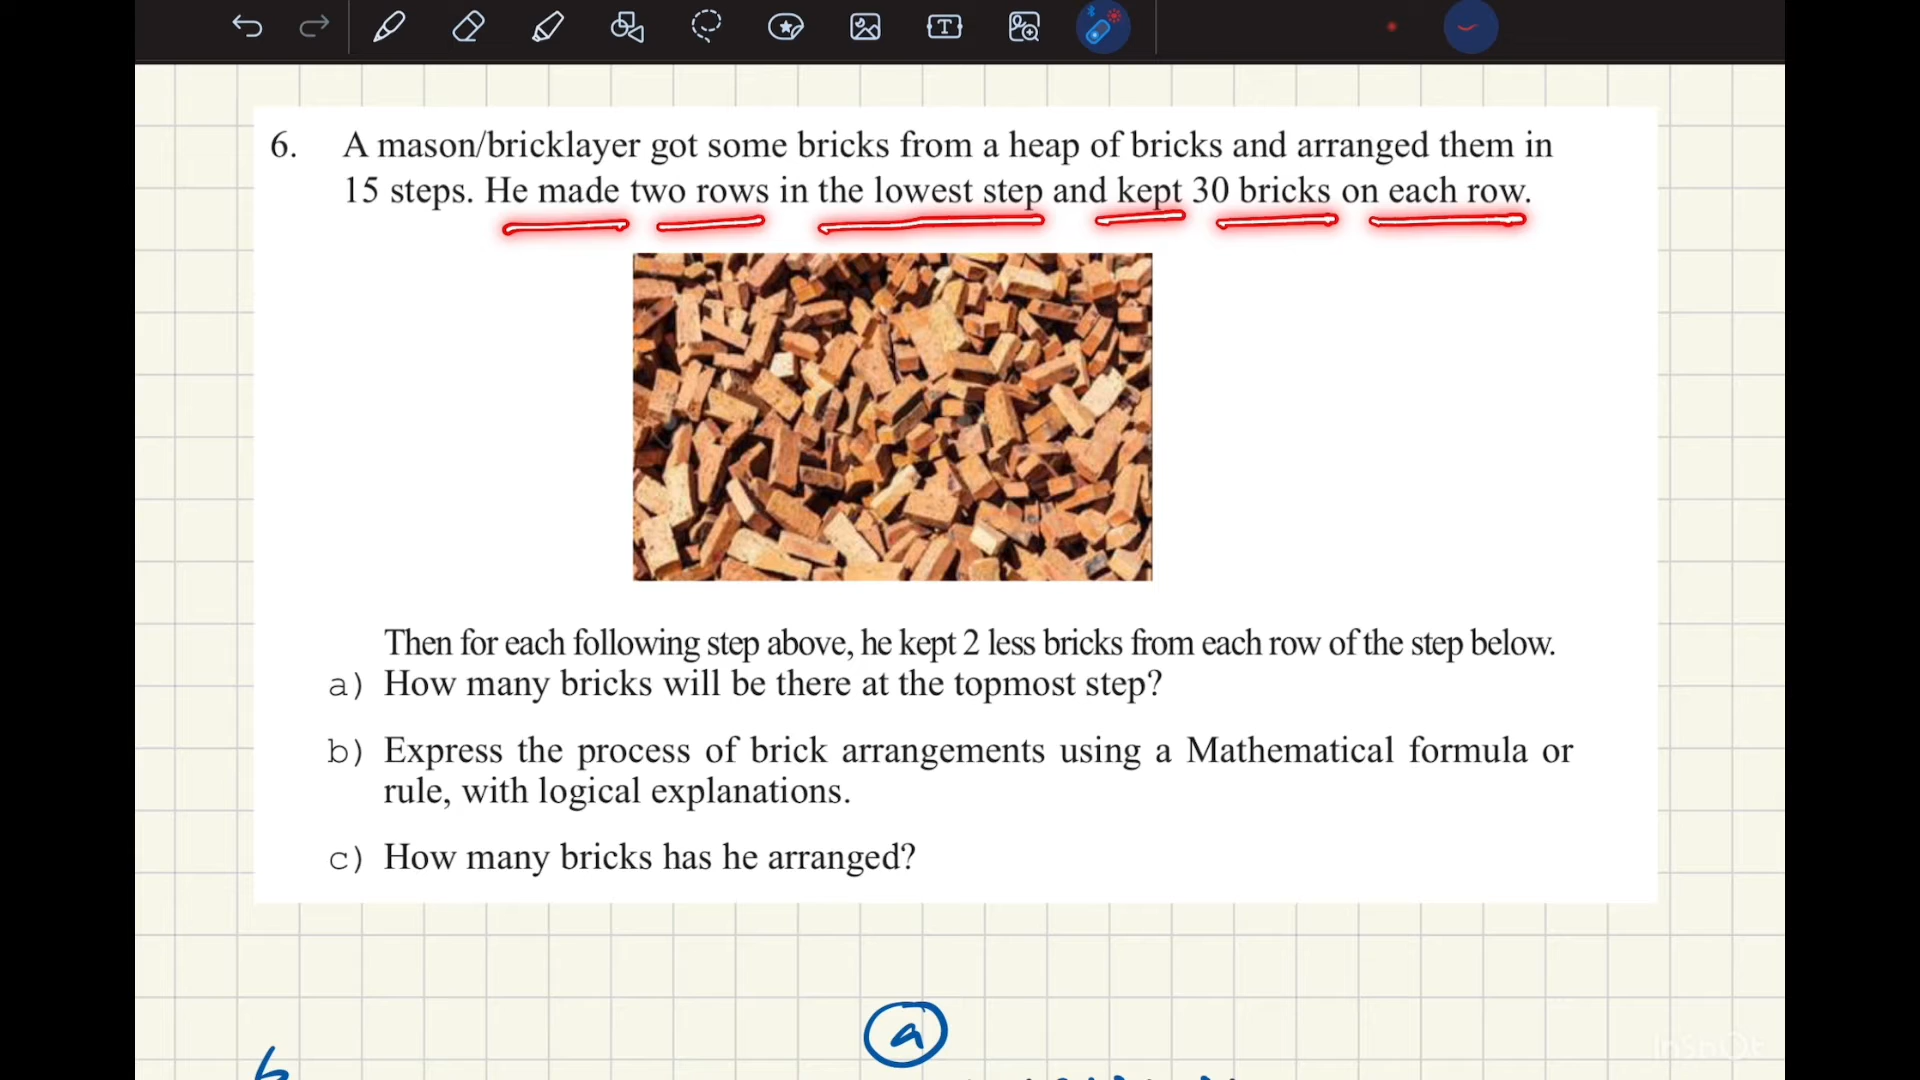 6. A mason/bricklayer got some bricks from a heap of bricks and arranged them in
15 steps. He made two rows in the lowest step and kept 30 bricks on each row.
Then for each following step above, he kept 2 less bricks from each row of the step below.
a) How many bricks will be there at the topmost step?
b) Express the process of brick arrangements using a Mathematical formula or
rule, with logical explanations.
c) How many bricks has he arranged?
a
InShOt